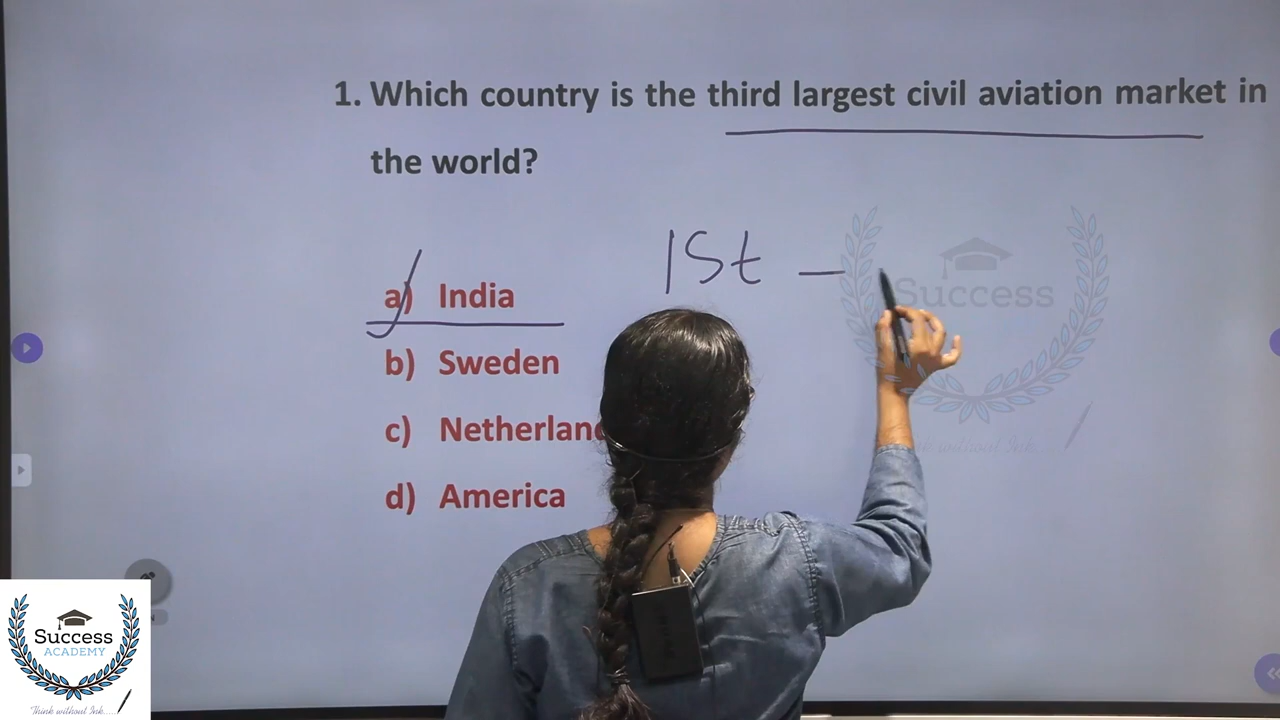 1. Which country is the third largest civil aviation market in
the world?
1st –
a) India
b) Sweden
c) Netherlan
d) America
Success
Success
ACADEMY
"Think without Ink.....